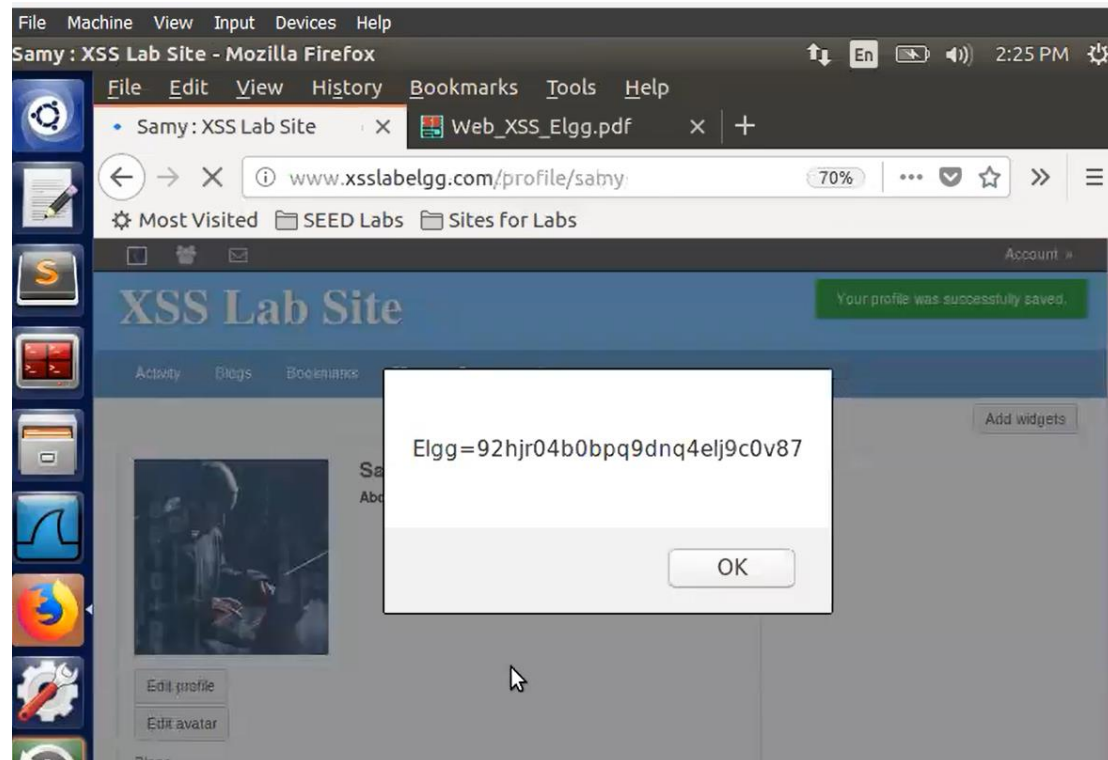 File Machine View Input Devices Help
Samy : XSS Lab Site - Mozilla Firefox En 2:25 PM
File Edit View History Bookmarks Tools Help
Samy : XSS Lab Site Web_XSS_Elgg.pdf
www.xsslabelgg.com/profile/samy 70%
Most Visited SEED Labs Sites for Labs
Account »
XSS Lab Site
Your profile was successfully saved.
Activity Blogs Bookmarks
Add widgets
Elgg=92hjr04b0bpq9dnq4elj9c0v87
OK
Edit profile
Edit avatar